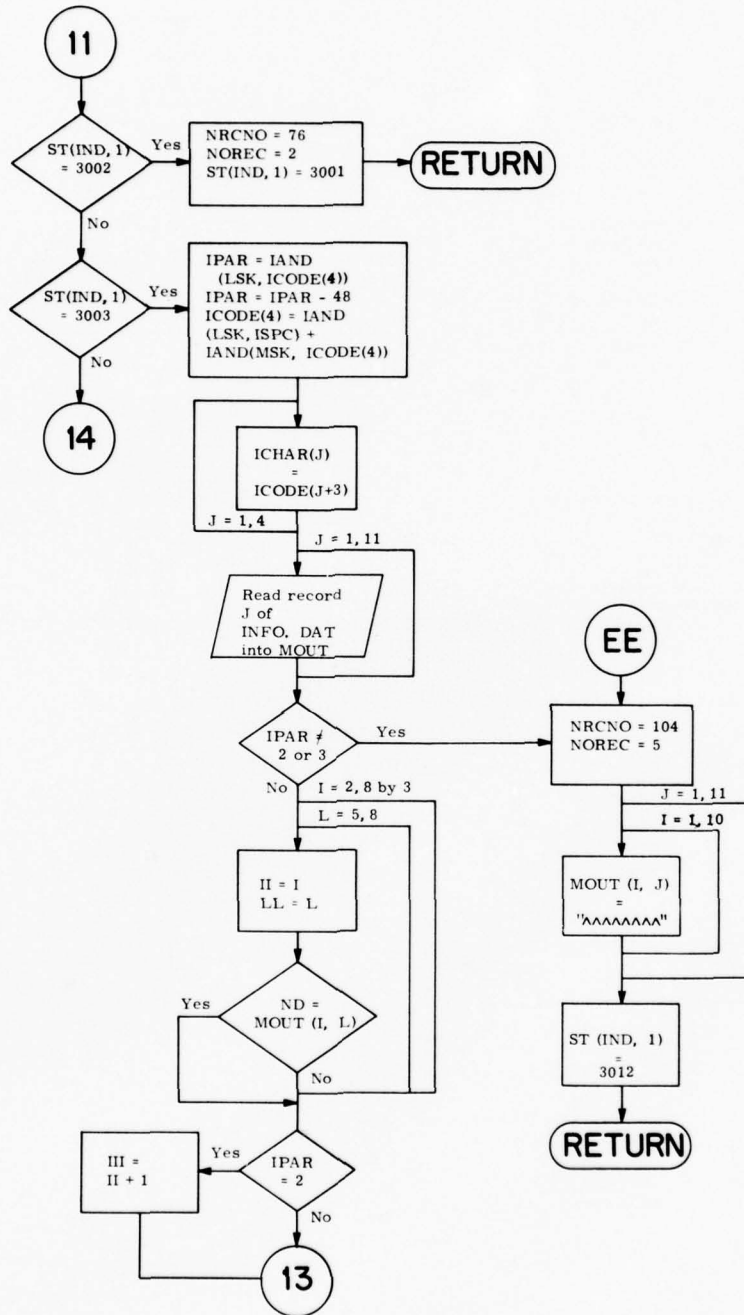 11
ST(IND, 1)
= 3002
Yes
NRCNO = 76
NOREC = 2
ST(IND, 1) = 3001
RETURN
No
ST(IND, 1)
= 3003
Yes
IPAR = IAND
(LSK, ICODE(4))
IPAR = IPAR - 48
ICODE(4) = IAND
(LSK, ISPC) +
IAND(MSK, ICODE(4))
No
14
ICHAR(J)
=
ICODE(J+3)
J = 1, 4
J = 1, 11
Read record
J of
INFO. DAT
into MOUT
EE
IPAR ≠
2 or 3
Yes
NRCNO = 104
NOREC = 5
No
I = 2, 8 by 3
L = 5, 8
J = 1, 11
I = 1, 10
II = I
LL = L
MOUT (I, J)
=
"^^^^^^^^"
Yes
ND =
MOUT (I, L)
No
ST (IND, 1)
=
3012
RETURN
III =
II + 1
Yes
IPAR
= 2
No
13